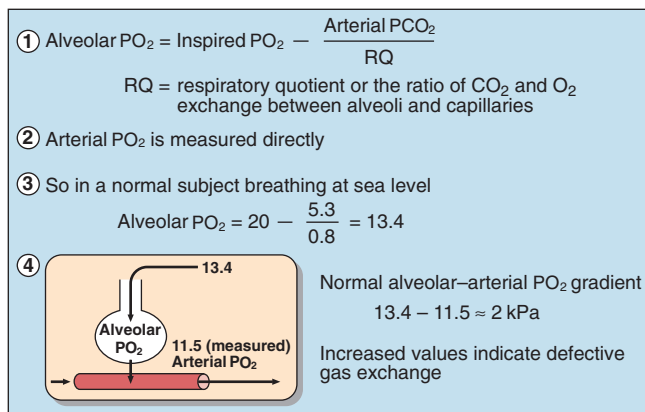 ① Alveolar PO₂ = Inspired PO₂ − Arterial PCO₂ / RQ
RQ = respiratory quotient or the ratio of CO₂ and O₂
exchange between alveoli and capillaries
② Arterial PO₂ is measured directly
③ So in a normal subject breathing at sea level
Alveolar PO₂ = 20 − 5.3 / 0.8 = 13.4
④
13.4
Alveolar
PO₂
11.5 (measured)
Arterial PO₂
Normal alveolar–arterial PO₂ gradient
13.4 – 11.5 ≈ 2 kPa
Increased values indicate defective
gas exchange